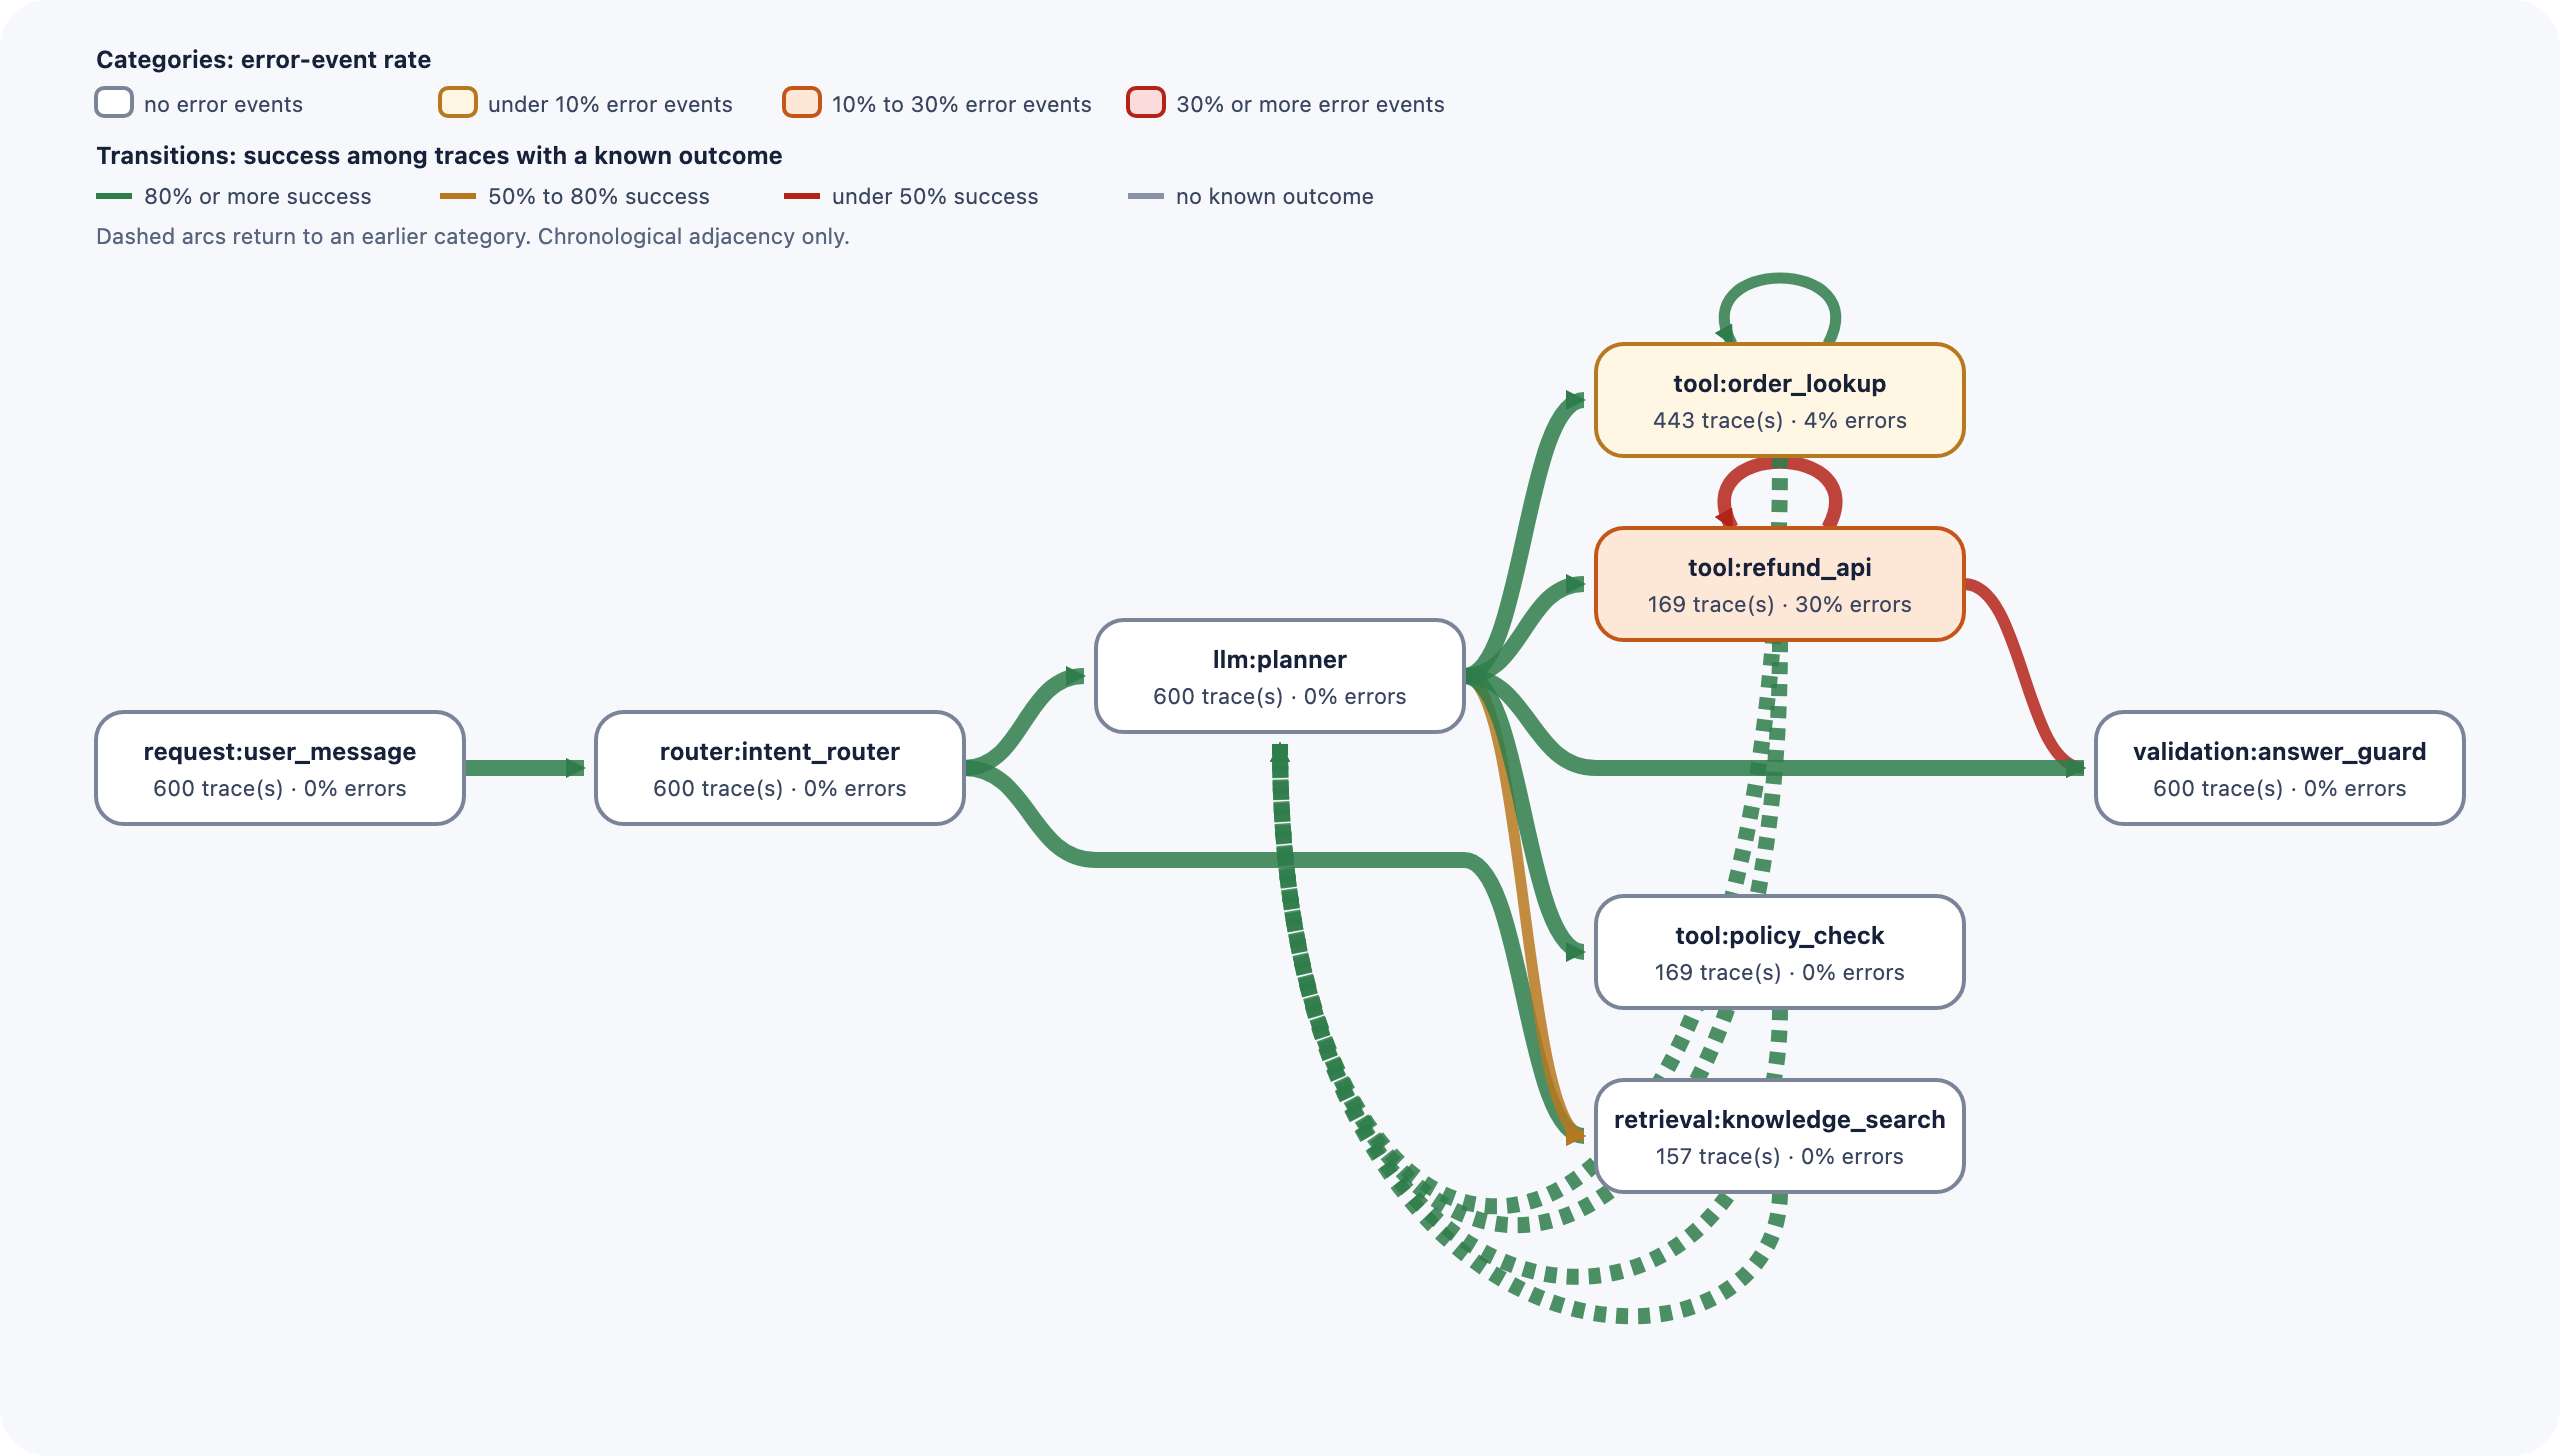 Categories: error-event rate
no error events
under 10% error events
10% to 30% error events
30% or more error events
Transitions: success among traces with a known outcome
80% or more success
50% to 80% success
under 50% success
no known outcome
Dashed arcs return to an earlier category. Chronological adjacency only.
tool:order_lookup
443 trace(s) · 4% errors
tool:refund_api
169 trace(s) · 30% errors
llm:planner
600 trace(s) · 0% errors
request:user_message
600 trace(s) · 0% errors
router:intent_router
600 trace(s) · 0% errors
validation:answer_guard
600 trace(s) · 0% errors
tool:policy_check
169 trace(s) · 0% errors
retrieval:knowledge_search
157 trace(s) · 0% errors